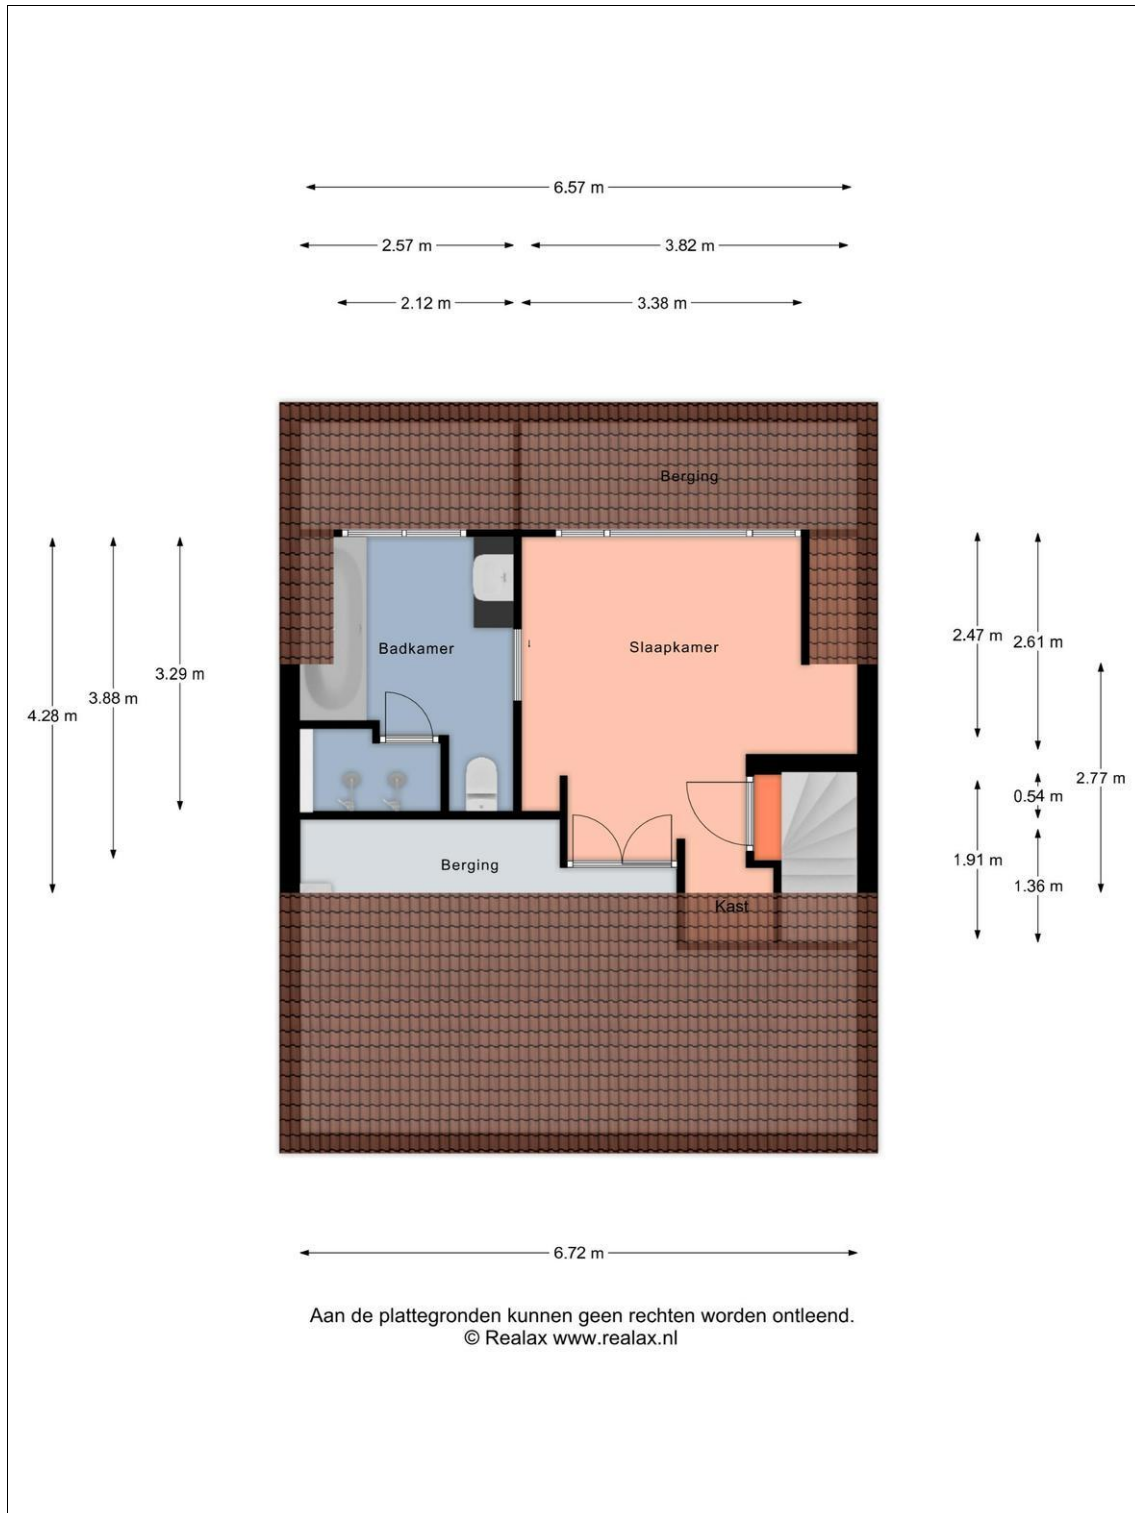 6.57 m
2.57 m
3.82 m
2.12 m
3.38 m
Berging
Badkamer
Slaapkamer
2.47 m
2.61 m
3.29 m
3.88 m
4.28 m
2.77 m
0.54 m
1.91 m
1.36 m
Berging
Kast
6.72 m
Aan de plattegronden kunnen geen rechten worden ontleend.
© Realax www.realax.nl